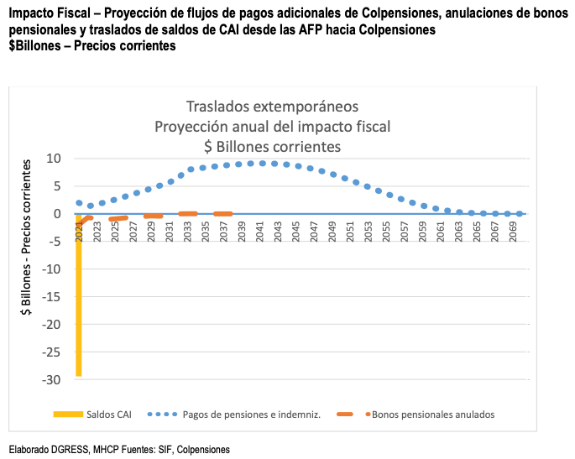 Impacto Fiscal – Proyección de flujos de pagos adicionales de Colpensiones, anulaciones de bonos
pensionales y traslados de saldos de CAI desde las AFP hacia Colpensiones
$Billones – Precios corrientes
Traslados extemporáneos
Proyección anual del impacto fiscal
$ Billones corrientes
$ Billones - Precios corrientes
10
5
0
-5
-10
-15
-20
-25
-30
2021 2023 2025 2027 2029 2031 2033 2035 2037 2039 2041 2043 2045 2047 2049 2051 2053 2055 2057 2059 2061 2063 2065 2067 2069
Saldos CAI Pagos de pensiones e indemniz. Bonos pensionales anulados
Elaborado DGRESS, MHCP Fuentes: SIF, Colpensiones